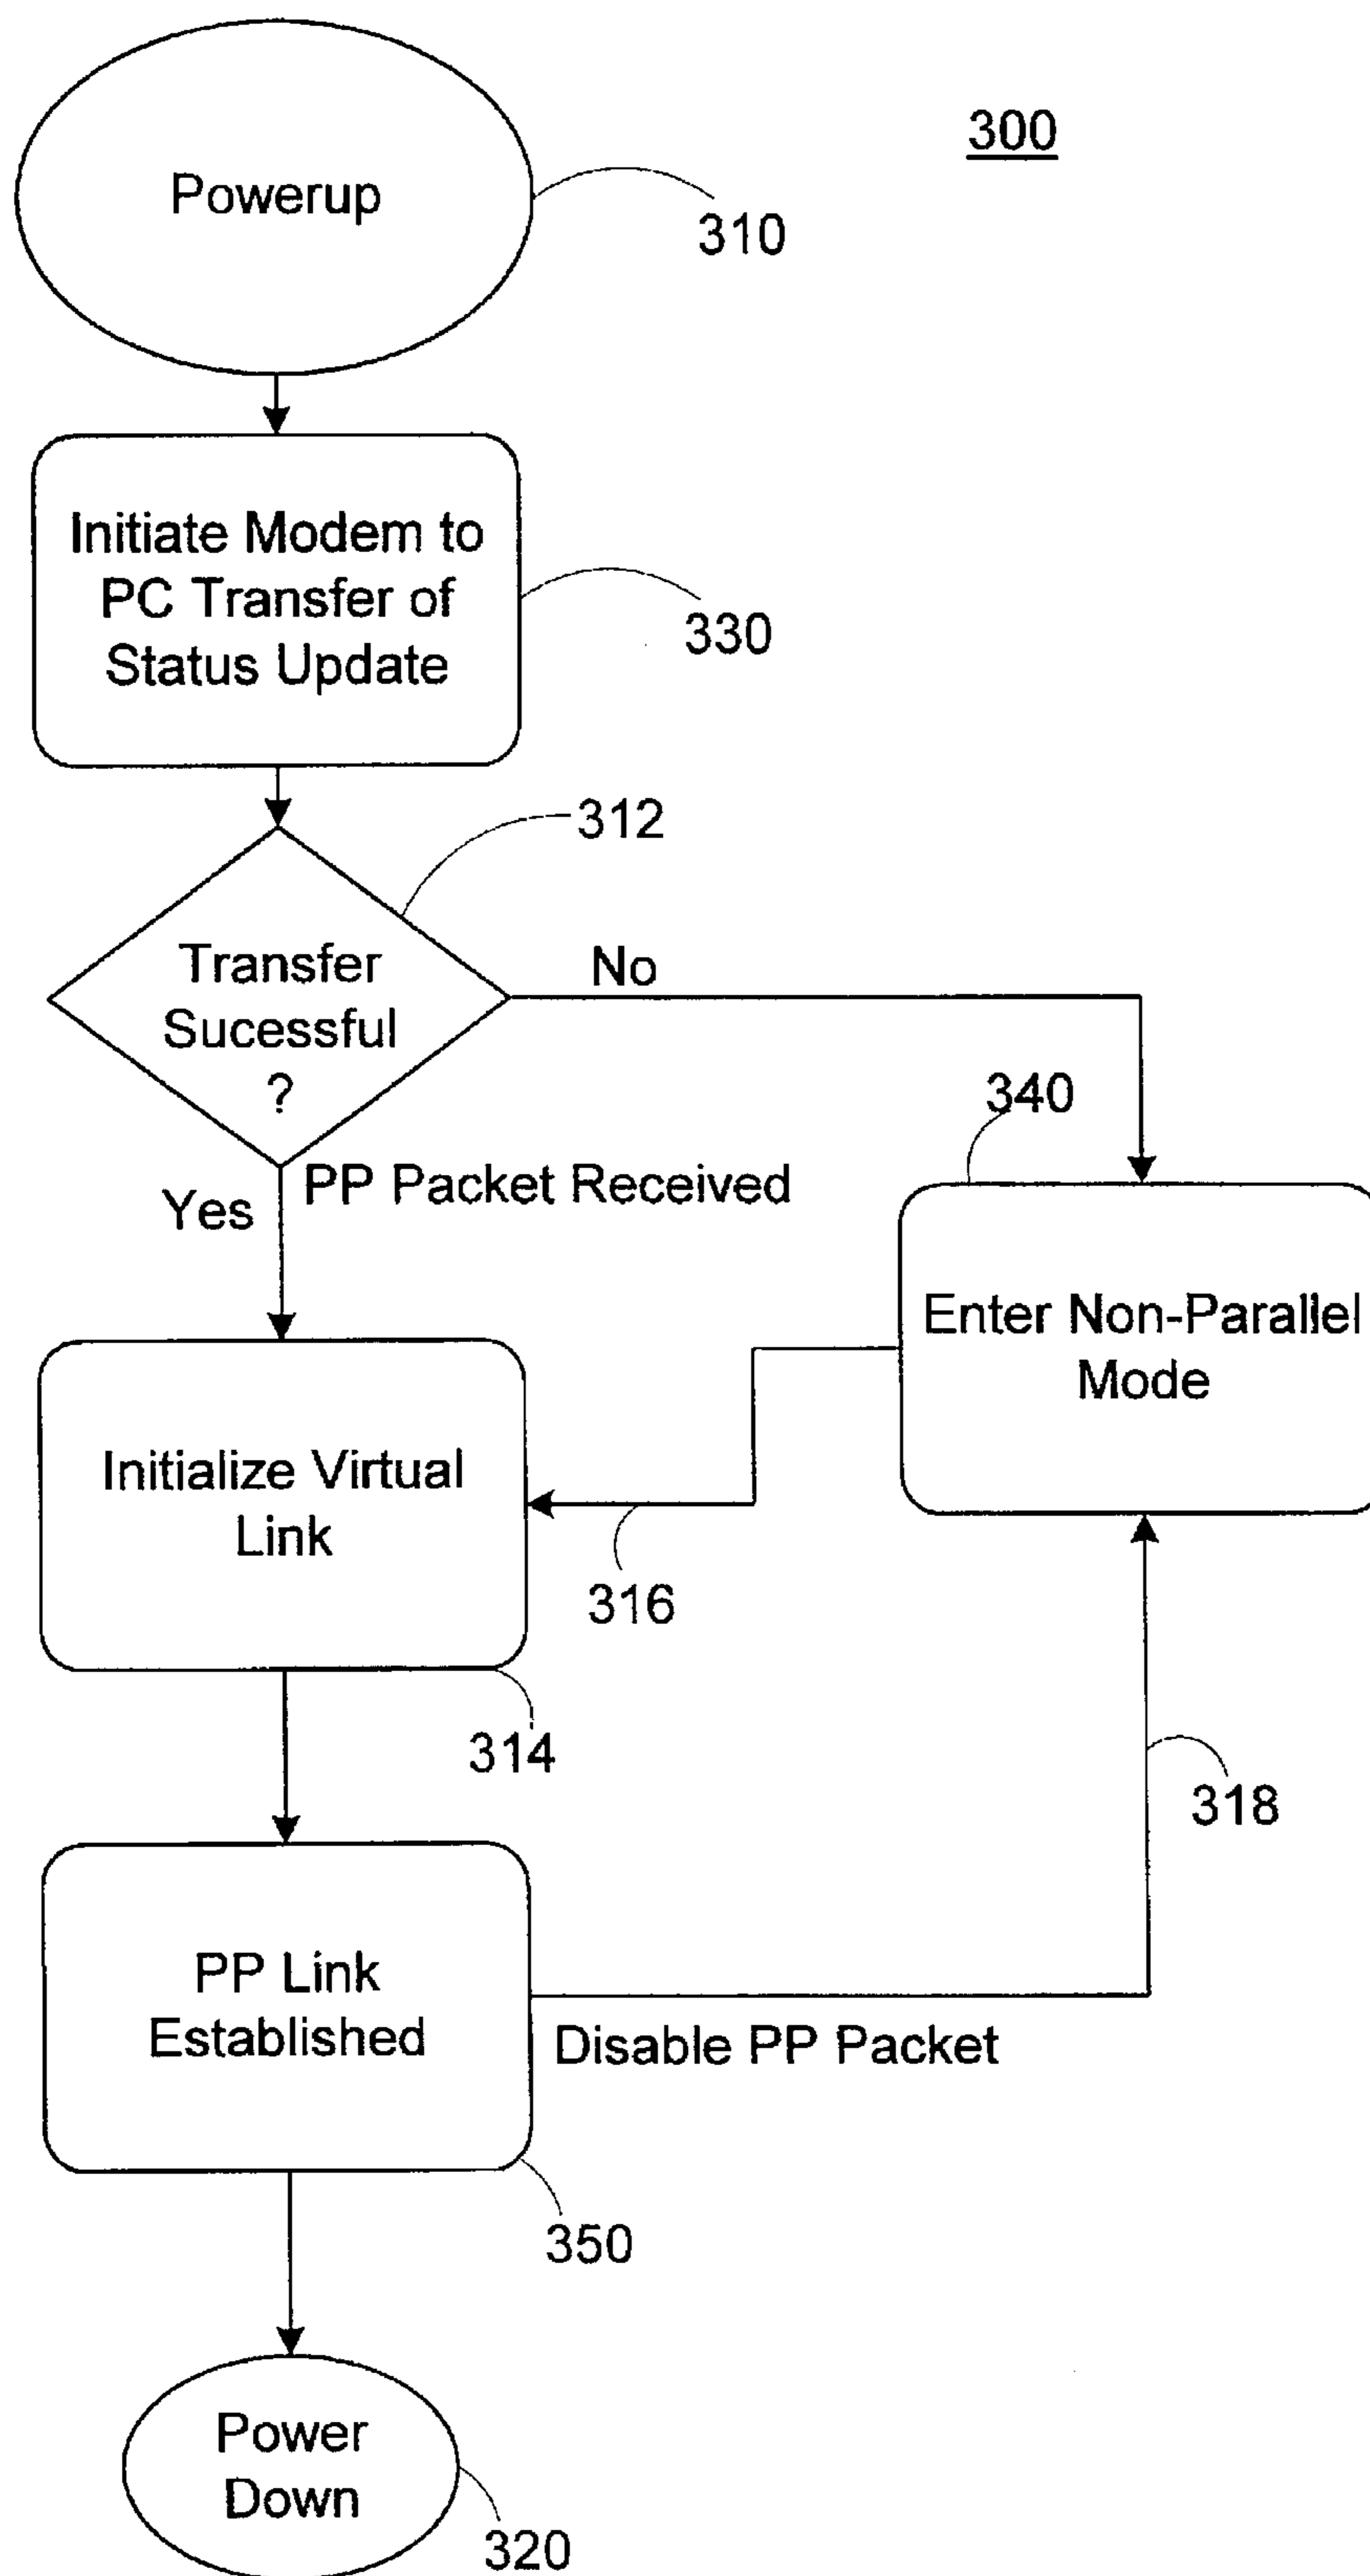 300
Powerup
310
Initiate Modem to
PC Transfer of
Status Update
330
312
Transfer
Sucessful
?
No
340
Yes
PP Packet Received
Enter Non-Parallel
Mode
Initialize Virtual
Link
316
314
318
PP Link
Established
Disable PP Packet
350
Power
Down
320